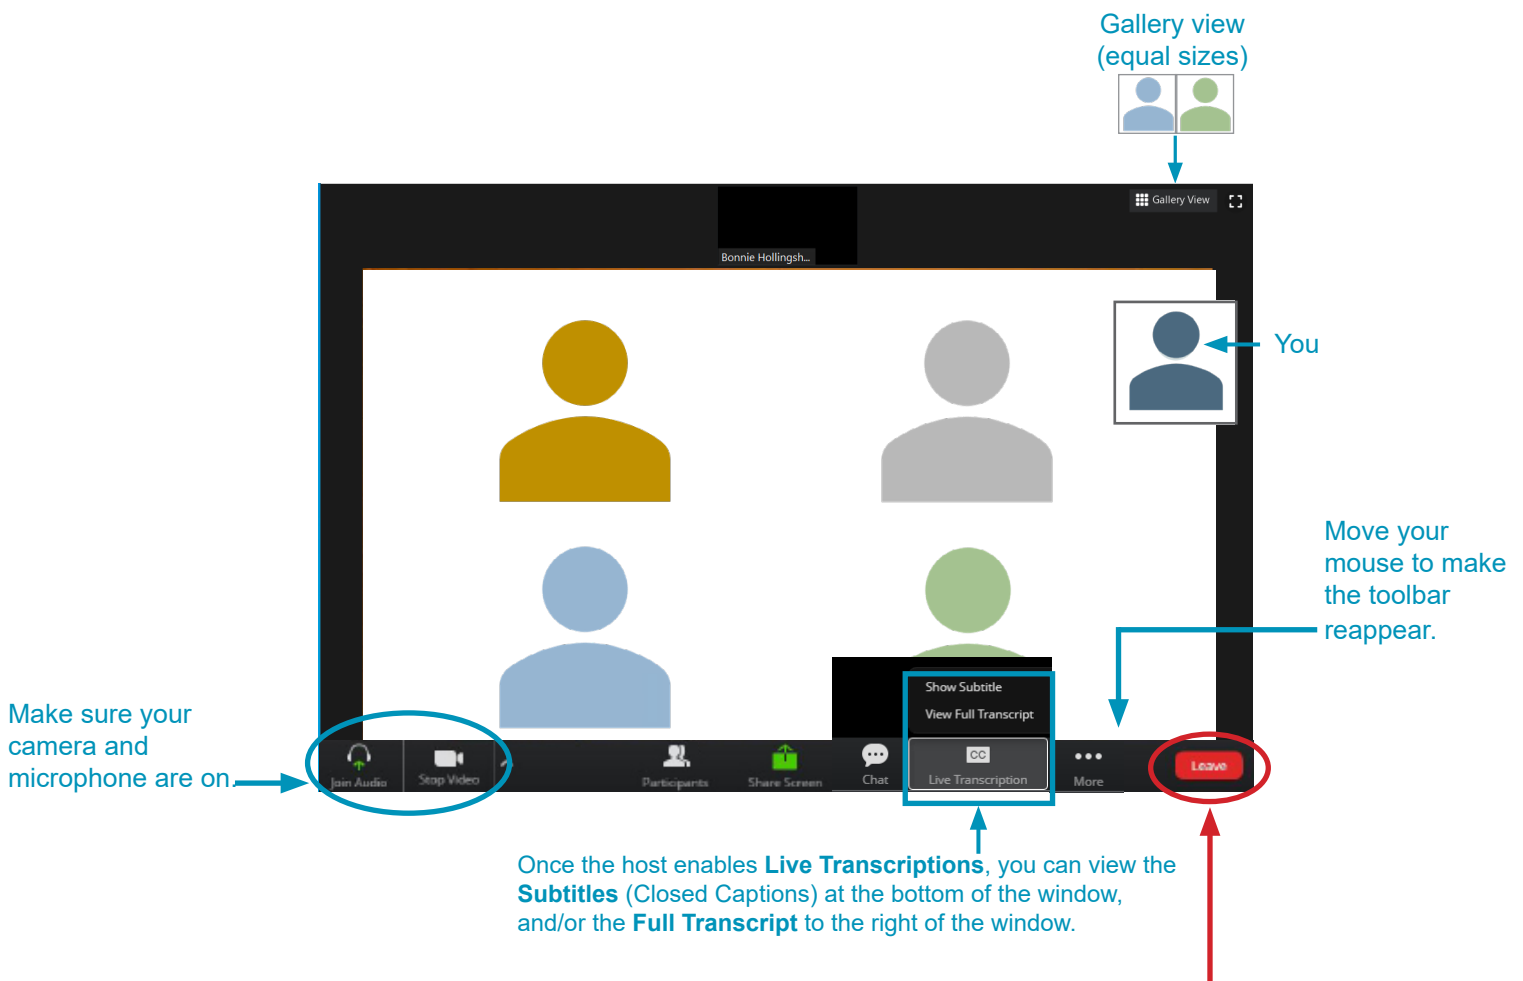 Gallery view
(equal sizes)
Gallery View
Bonnie Hollingsh...
You
Move your
mouse to make
the toolbar
reappear.
Show Subtitle
View Full Transcript
Make sure your
camera and
microphone are on.
Join Audio
Stop Video
Participants
Share Screen
Chat
CC
Live Transcription
More
Leave
Once the host enables Live Transcriptions, you can view the
Subtitles (Closed Captions) at the bottom of the window,
and/or the Full Transcript to the right of the window.